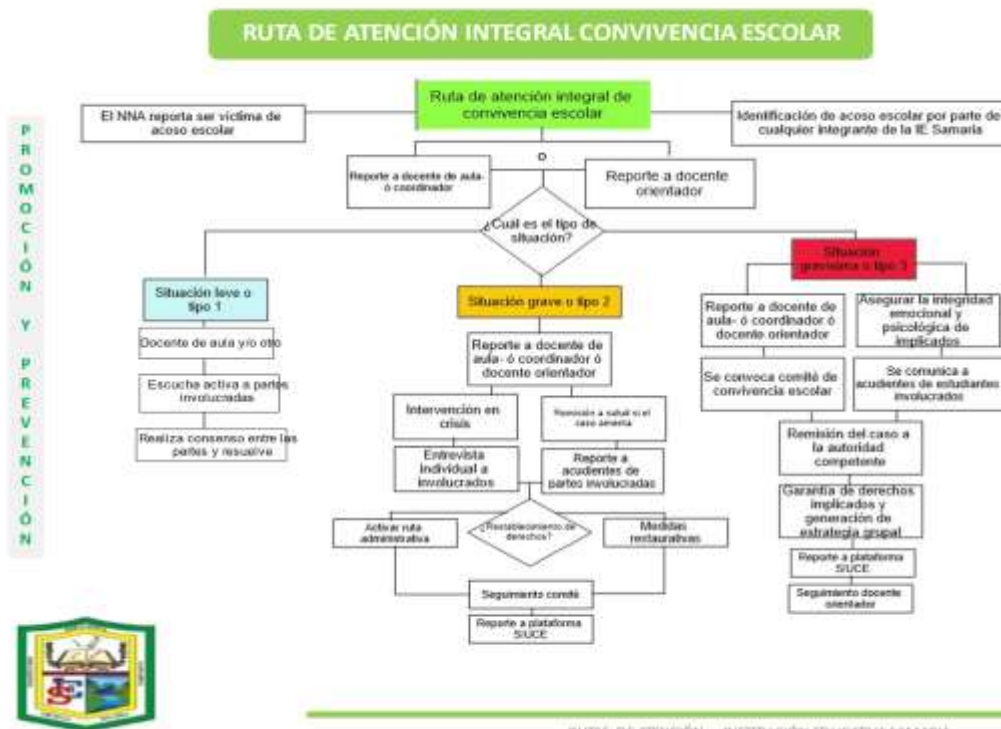 RUTA DE ATENCIÓN INTEGRAL CONVIVENCIA ESCOLAR
PROMOCIÓN Y PREVENCIÓN
Ruta de atención integral de
convivencia escolar
El NNA reporta ser víctima de
acoso escolar
Identificación de acoso escolar por parte de
cualquier integrante de la IE Samaria
O
Reporte a docente de aula-
ó coordinador
Reporte a docente
orientador
¿Cuál es el tipo de
situación?
Situación leve o
tipo 1
Docente de aula y/o otro
Escucha activa a partes
involucradas
Realiza consenso entre las
partes y resuelve
Situación grave o tipo 2
Reporte a docente de
aula- ó coordinador ó
docente orientador
Intervención en
crisis
Remisión a salud si el
caso amerita
Entrevista
individual a
involucrados
Reporte a
acudientes de
partes involucradas
¿Restablecimiento de
derechos?
Activar ruta
administrativa
Medidas
restaurativas
Seguimiento comité
Reporte a plataforma
SIUCE
Situación
gravísima o tipo 3
Reporte a docente de
aula- ó coordinador ó
docente orientador
Asegurar la integridad
emocional y
psicológica de
implicados
Se convoca comité de
convivencia escolar
Se comunica a
acudientes de estudiantes
involucrados
Remisión del caso a
la autoridad
competente
Garantía de derechos
implicados y
generación de
estrategia grupal
Reporte a plataforma
SIUCE
Seguimiento docente
orientador